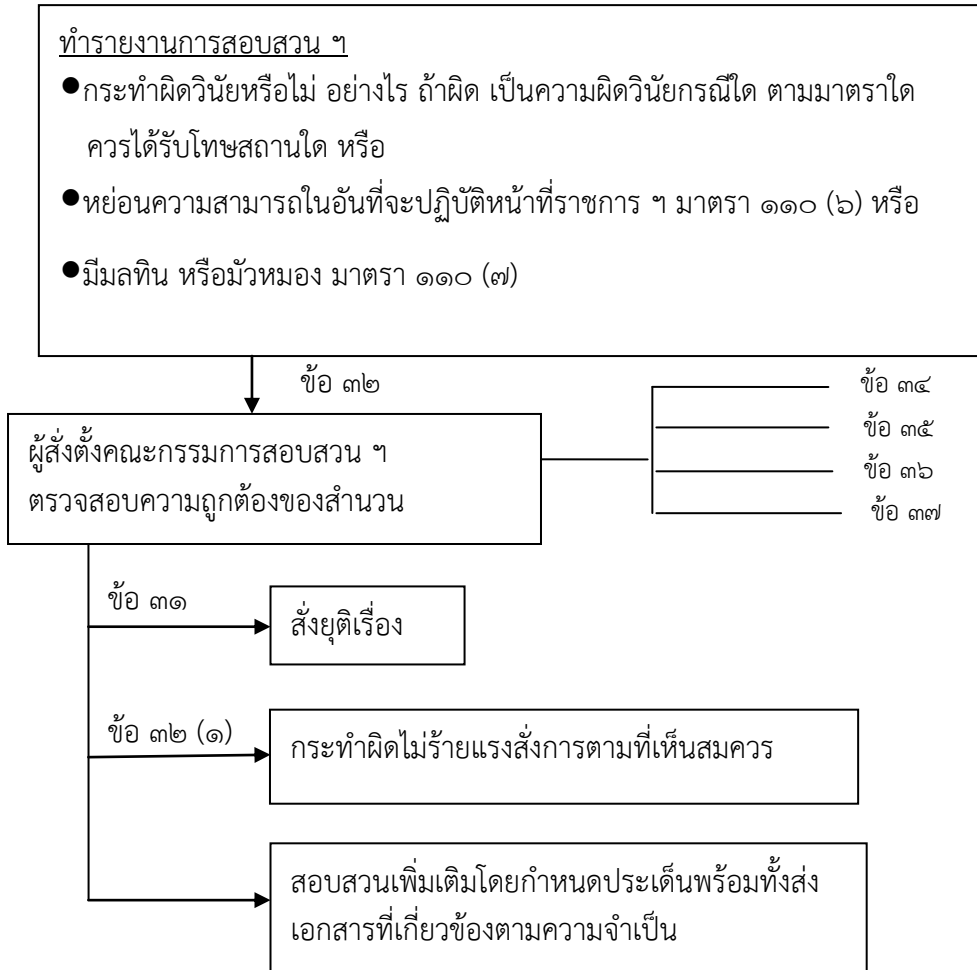 ทำรายงานการสอบสวน ฯ
●กระทำผิดวินัยหรือไม่ อย่างไร ถ้าผิด เป็นความผิดวินัยกรณีใด ตามมาตราใด
ควรได้รับโทษสถานใด หรือ
●หย่อนความสามารถในอันที่จะปฏิบัติหน้าที่ราชการ ฯ มาตรา ๑๑๐ (๖) หรือ
●มีมลทิน หรือมัวหมอง มาตรา ๑๑๐ (๗)
ข้อ ๓๒
ข้อ ๓๔
ข้อ ๓๕
ข้อ ๓๖
ข้อ ๓๗
ผู้สั่งตั้งคณะกรรมการสอบสวน ฯ
ตรวจสอบความถูกต้องของสำนวน
ข้อ ๓๑
สั่งยุติเรื่อง
ข้อ ๓๒ (๑)
กระทำผิดไม่ร้ายแรงสั่งการตามที่เห็นสมควร
สอบสวนเพิ่มเติมโดยกำหนดประเด็นพร้อมทั้งส่ง
เอกสารที่เกี่ยวข้องตามความจำเป็น